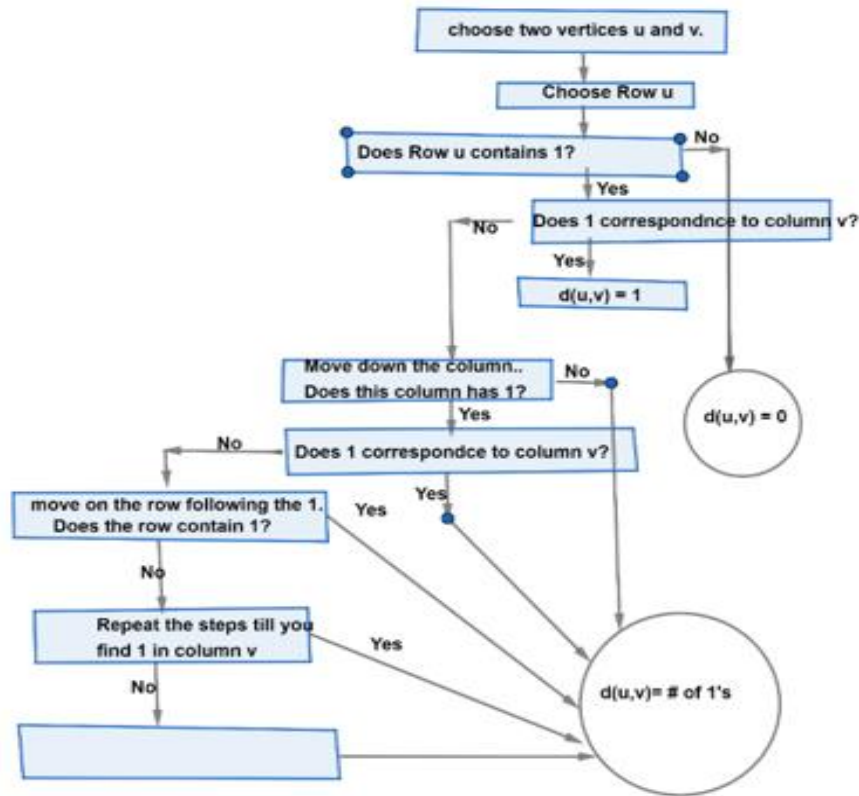 choose two vertices u and v.
Choose Row u
Does Row u contains 1?
No
Yes
Does 1 correspondnce to column v?
No
Yes
d(u,v) = 1
Move down the column..
Does this column has 1?
No
Yes
d(u,v) = 0
Does 1 correspondce to column v?
No
Yes
move on the row following the 1.
Does the row contain 1?
Yes
No
Repeat the steps till you
find 1 in column v
Yes
No
d(u,v)= # of 1's